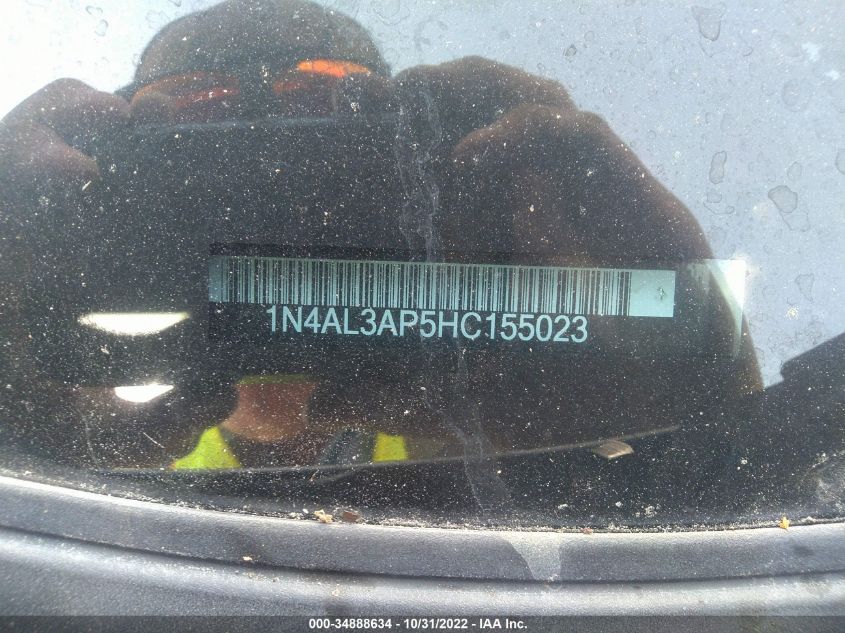 1N4AL3AP5HC155023
000-34888634 - 10/31/2022 - IAA Inc.